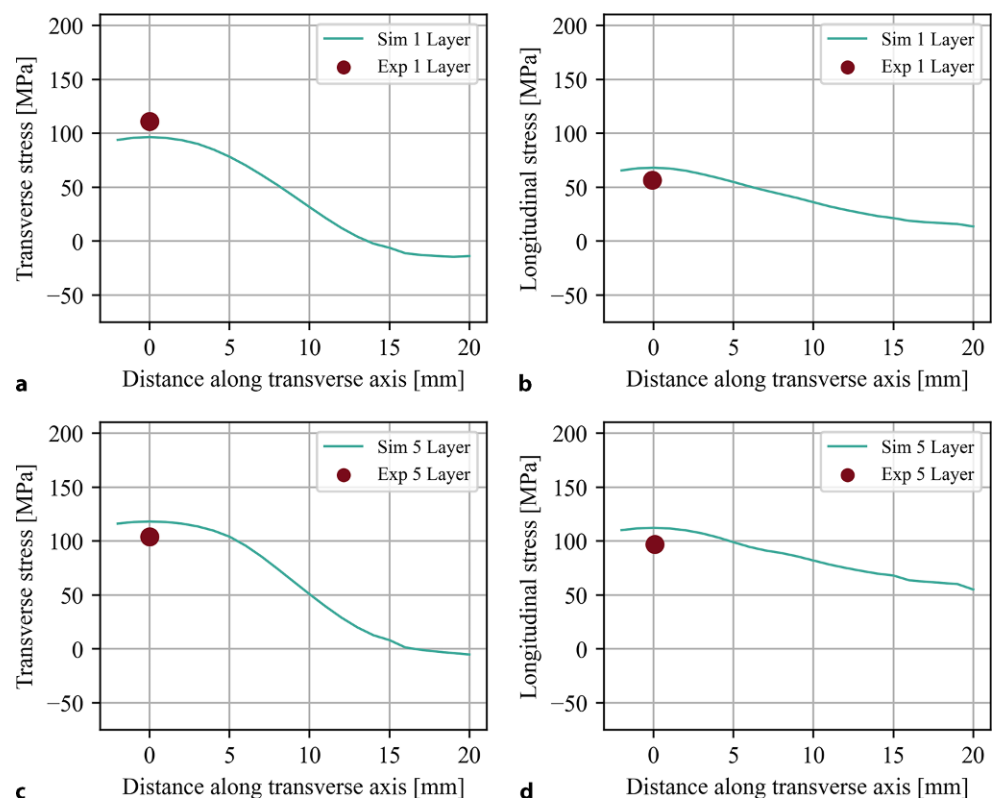 200
150
100
50
0
−50
Transverse stress [MPa]
Sim 1 Layer
Exp 1 Layer
0 5 10 15 20
Distance along transverse axis [mm]
a
200
150
100
50
0
−50
Longitudinal stress [MPa]
Sim 1 Layer
Exp 1 Layer
0 5 10 15 20
Distance along transverse axis [mm]
b
200
150
100
50
0
−50
Transverse stress [MPa]
Sim 5 Layer
Exp 5 Layer
0 5 10 15 20
Distance along transverse axis [mm]
c
200
150
100
50
0
−50
Longitudinal stress [MPa]
Sim 5 Layer
Exp 5 Layer
0 5 10 15 20
Distance along transverse axis [mm]
d